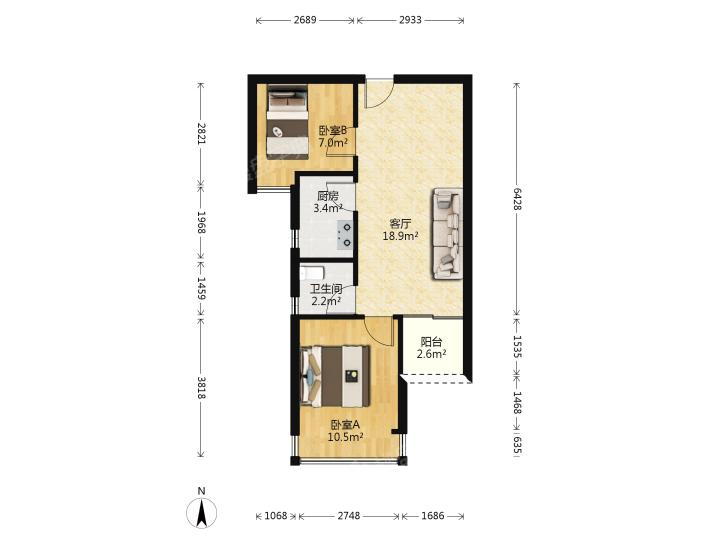 2689
2933
2821
1968
1459
3818
6428
1535
1468
635
卧室B
7.0m²
厨房
3.4m²
客厅
18.9m²
卫生间
2.2m²
阳台
2.6m²
卧室A
10.5m²
N
1068
2748
1686